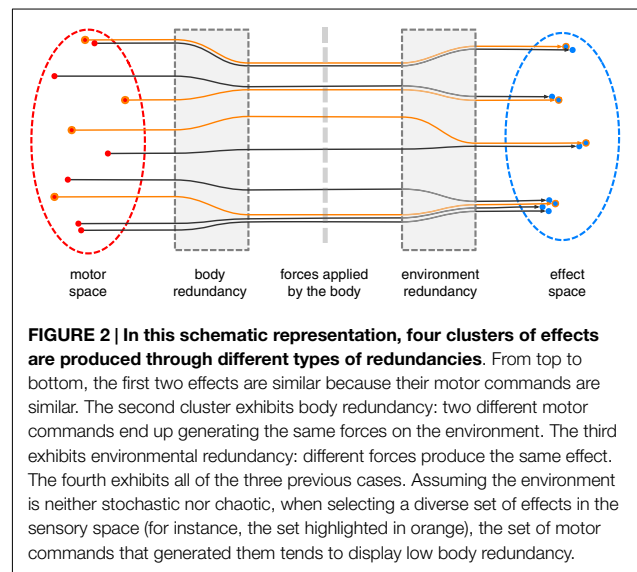 motor space
body redundancy
forces applied by the body
environment redundancy
effect space
FIGURE 2 | In this schematic representation, four clusters of effects
are produced through different types of redundancies. From top to
bottom, the first two effects are similar because their motor commands are
similar. The second cluster exhibits body redundancy: two different motor
commands end up generating the same forces on the environment. The third
exhibits environmental redundancy: different forces produce the same effect.
The fourth exhibits all of the three previous cases. Assuming the environment
is neither stochastic nor chaotic, when selecting a diverse set of effects in the
sensory space (for instance, the set highlighted in orange), the set of motor
commands that generated them tends to display low body redundancy.